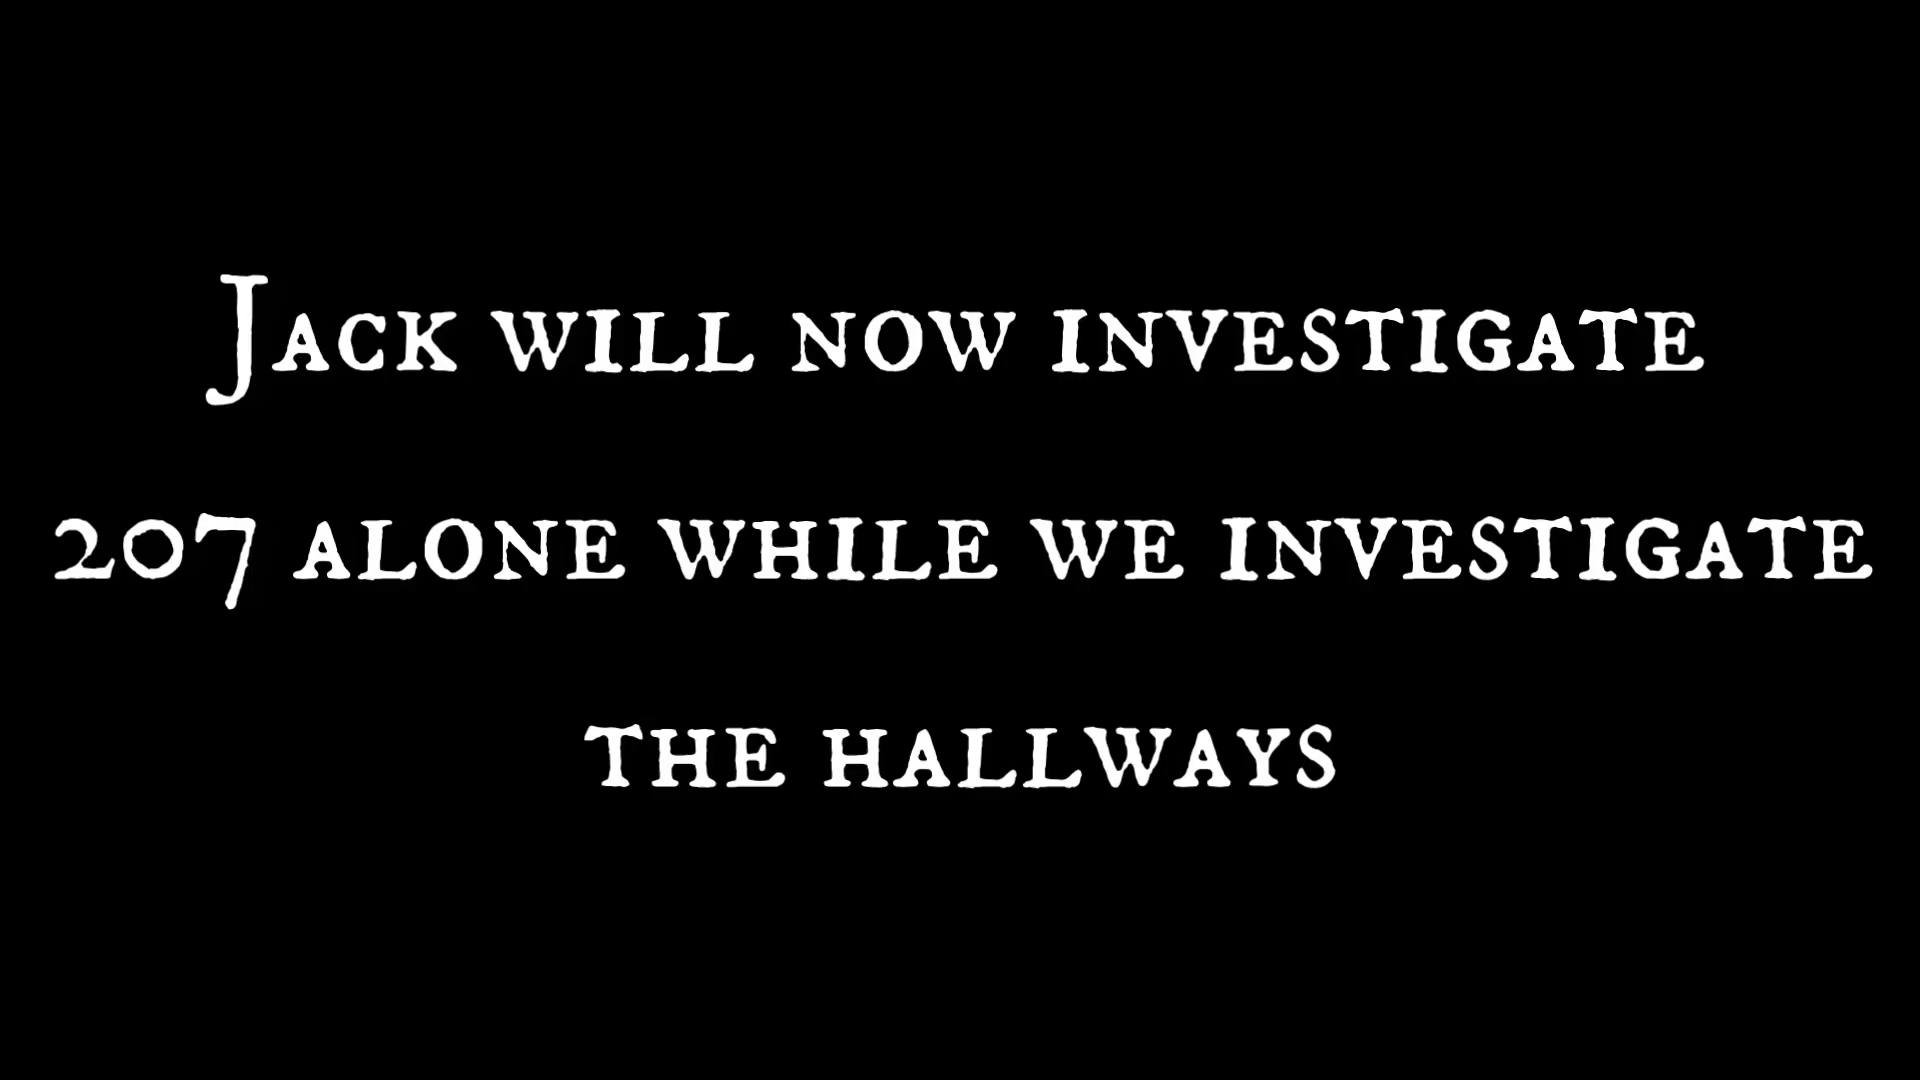 Jack will now investigate
207 alone while we investigate
the hallways